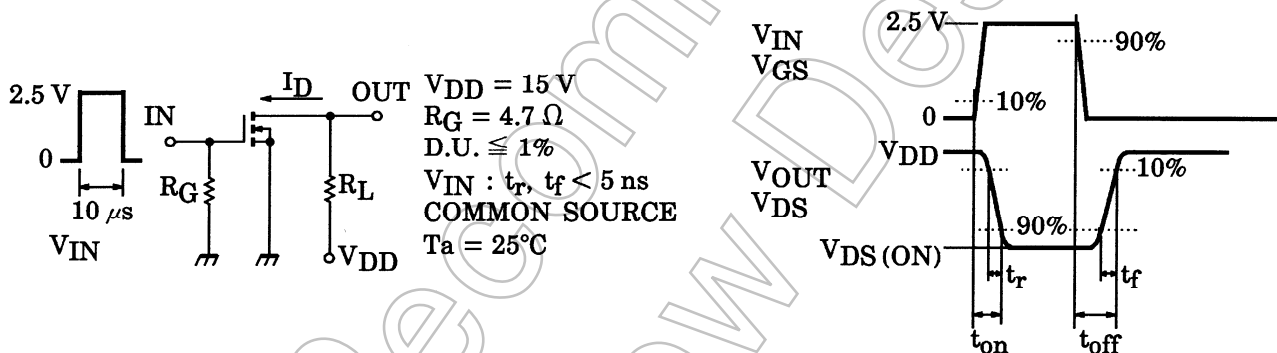 2.5 V
0
10 μs
VIN
IN
RG
ID
OUT
RL
VDD
VDD = 15 V
RG = 4.7 Ω
D.U. ≦ 1%
VIN : tr, tf < 5 ns
COMMON SOURCE
Ta = 25°C
VIN
VGS
2.5 V
0
90%
10%
VDD
VOUT
VDS
10%
90%
VDS (ON)
tr
tf
ton
toff